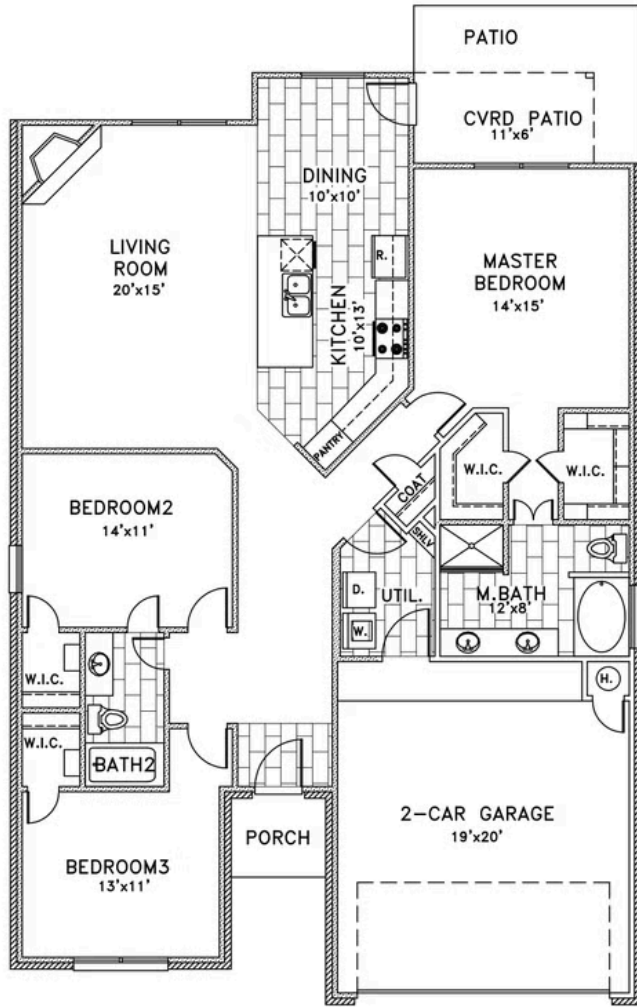 PATIO
CVRD PATIO
11'x6'
DINING
10'x10'
LIVING
ROOM
20'x15'
R.
MASTER
BEDROOM
14'x15'
KITCHEN
10'x13'
PANTRY
W.I.C.
W.I.C.
COAT
BEDROOM2
14'x11'
SHLV
D.
UTIL.
M.BATH
12'x8'
W.
W.I.C.
H.
W.I.C.
BATH2
2-CAR GARAGE
19'x20'
PORCH
BEDROOM3
13'x11'